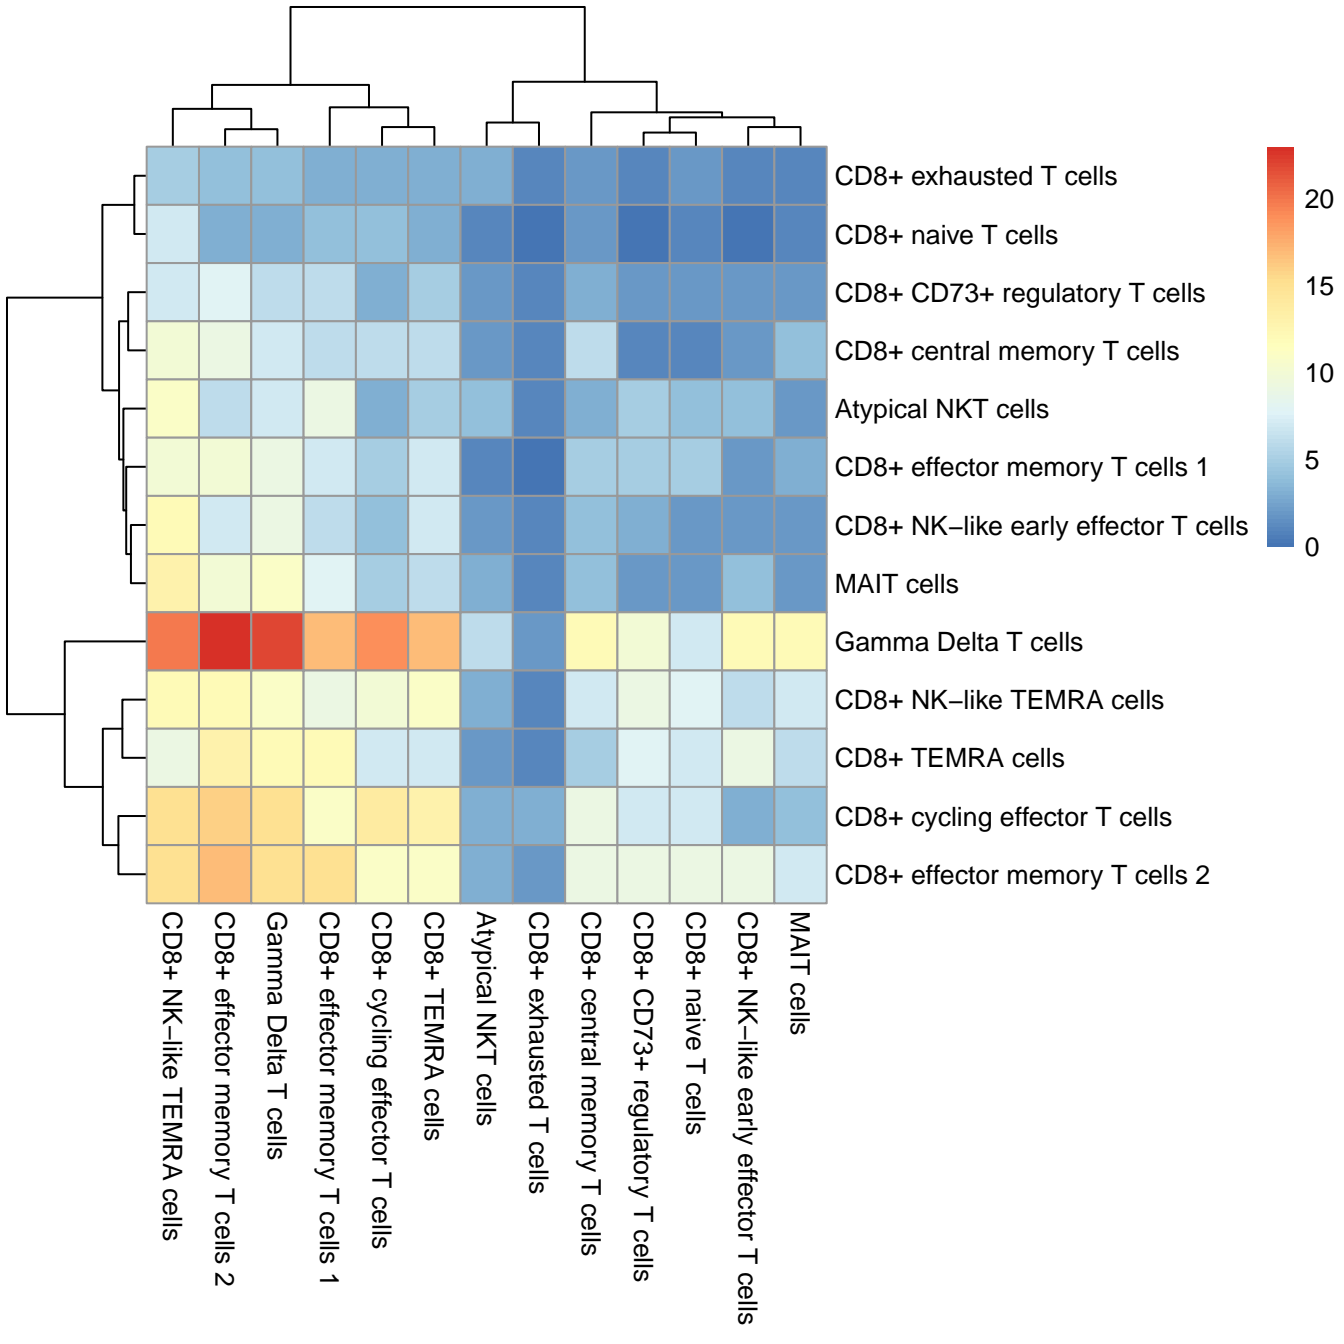 CD8+ exhausted T cells
CD8+ naive T cells
CD8+ CD73+ regulatory T cells
CD8+ central memory T cells
Atypical NKT cells
CD8+ effector memory T cells 1
CD8+ NK−like early effector T cells
MAIT cells
Gamma Delta T cells
CD8+ NK−like TEMRA cells
CD8+ TEMRA cells
CD8+ cycling effector T cells
CD8+ effector memory T cells 2
20
15
10
5
0
CD8+ NK−like TEMRA cells
CD8+ effector memory T cells 2
Gamma Delta T cells
CD8+ effector memory T cells 1
CD8+ cycling effector T cells
CD8+ TEMRA cells
Atypical NKT cells
CD8+ exhausted T cells
CD8+ central memory T cells
CD8+ CD73+ regulatory T cells
CD8+ naive T cells
CD8+ NK−like early effector T cells
MAIT cells